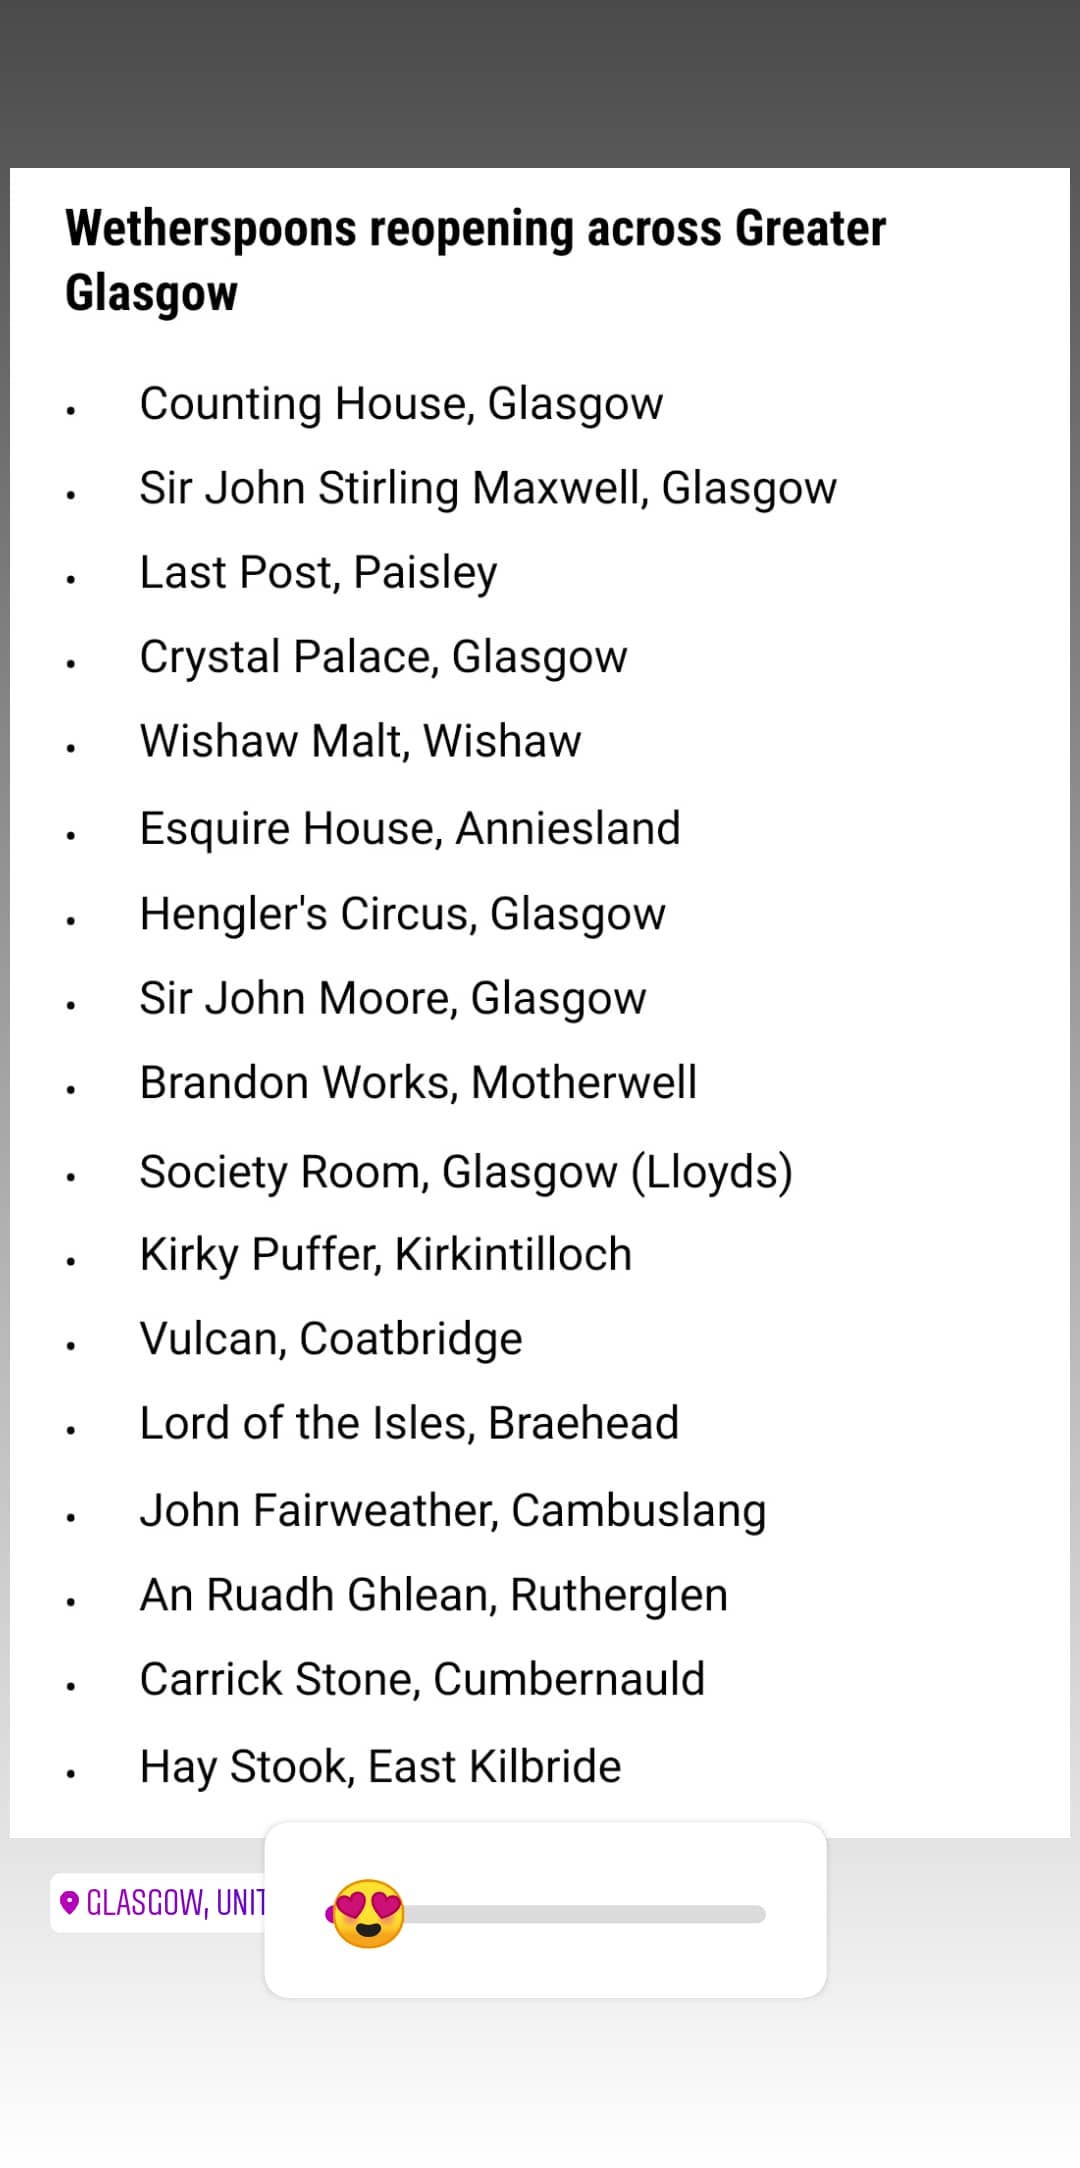 Wetherspoons reopening across Greater
Glasgow
• Counting House, Glasgow
• Sir John Stirling Maxwell, Glasgow
• Last Post, Paisley
• Crystal Palace, Glasgow
• Wishaw Malt, Wishaw
• Esquire House, Anniesland
• Hengler's Circus, Glasgow
• Sir John Moore, Glasgow
• Brandon Works, Motherwell
• Society Room, Glasgow (Lloyds)
• Kirky Puffer, Kirkintilloch
• Vulcan, Coatbridge
• Lord of the Isles, Braehead
• John Fairweather, Cambuslang
• An Ruadh Ghlean, Rutherglen
• Carrick Stone, Cumbernauld
• Hay Stook, East Kilbride
GLASGOW, UNIT